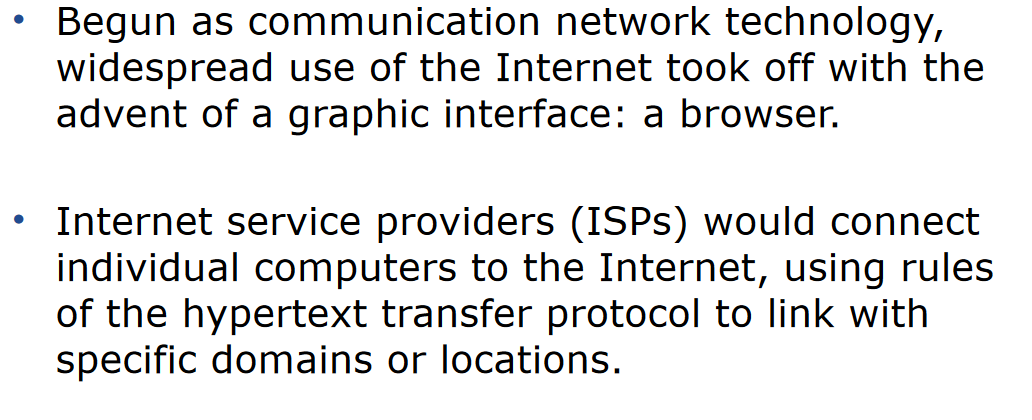 • Begun as communication network technology,
widespread use of the Internet took off with the
advent of a graphic interface: a browser.
• Internet service providers (ISPs) would connect
individual computers to the Internet, using rules
of the hypertext transfer protocol to link with
specific domains or locations.